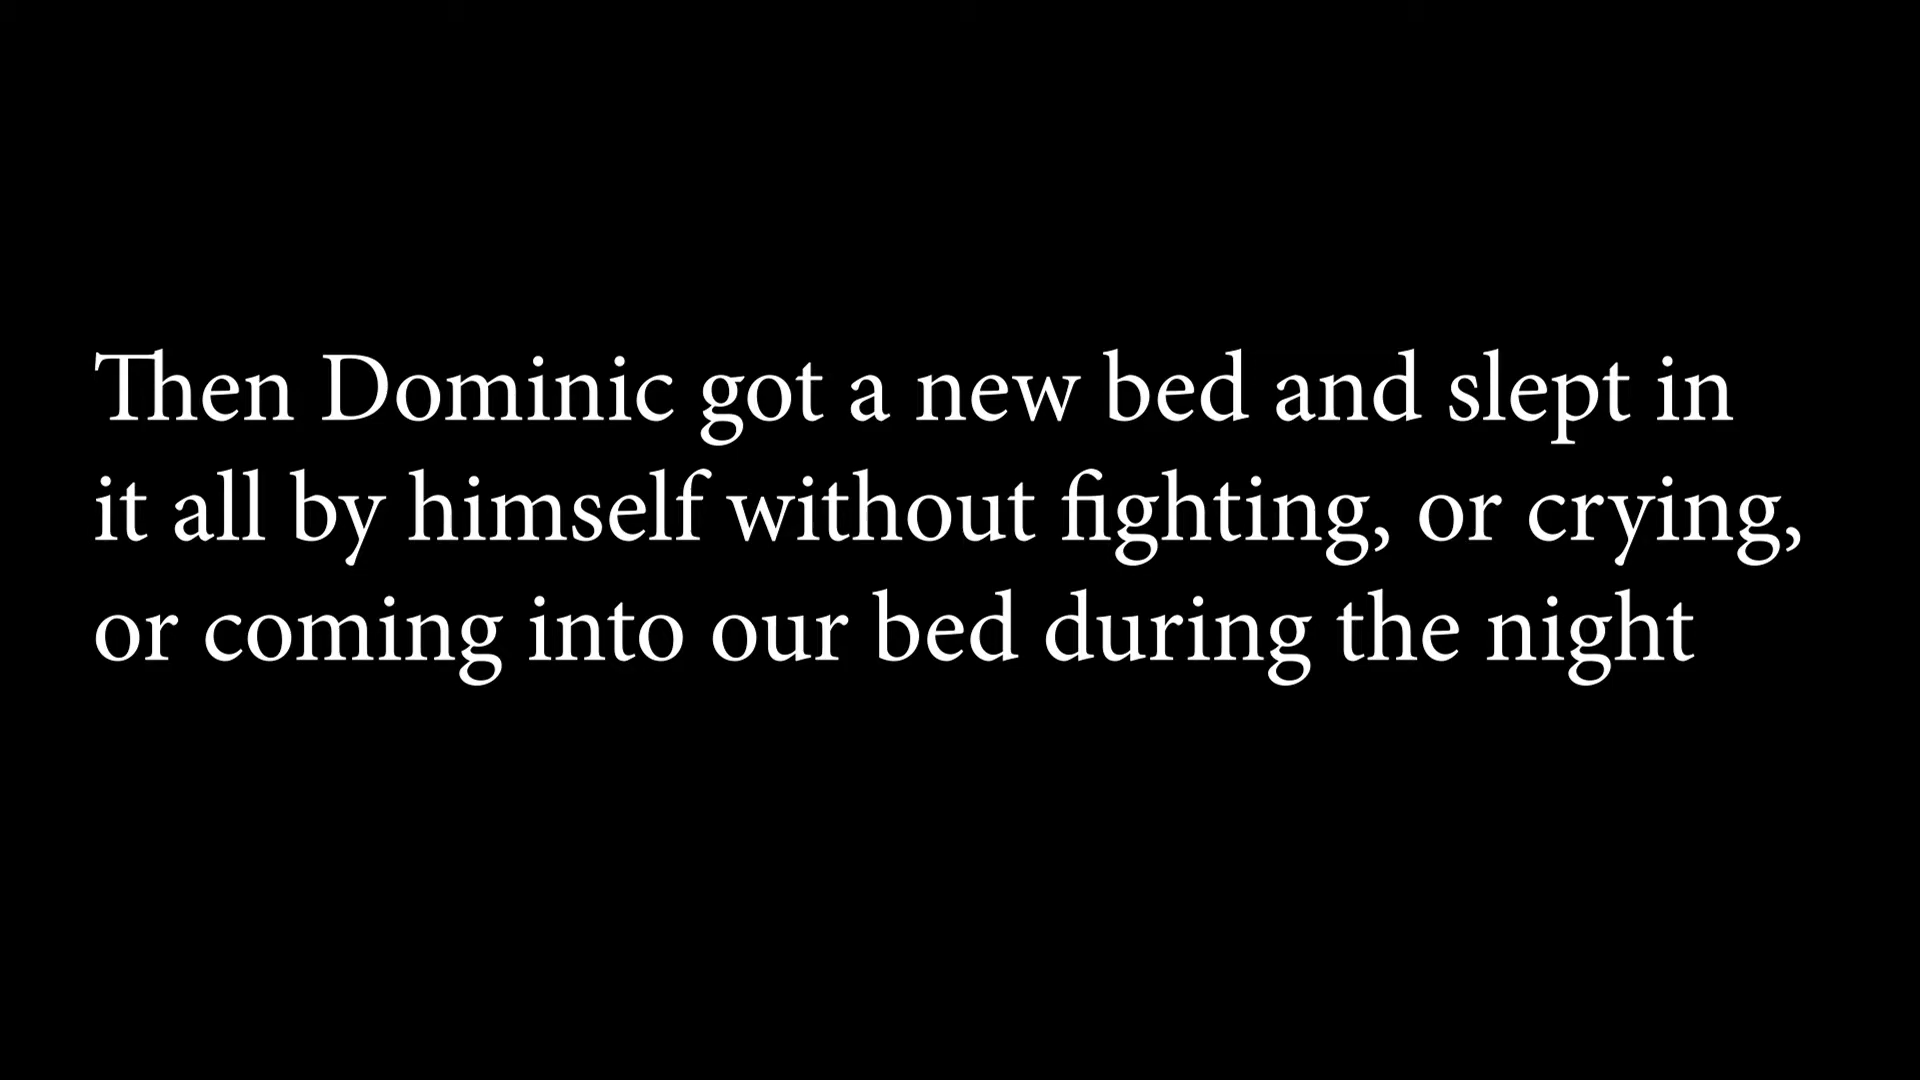 Then Dominic got a new bed and slept in
it all by himself without fighting, or crying,
or coming into our bed during the night